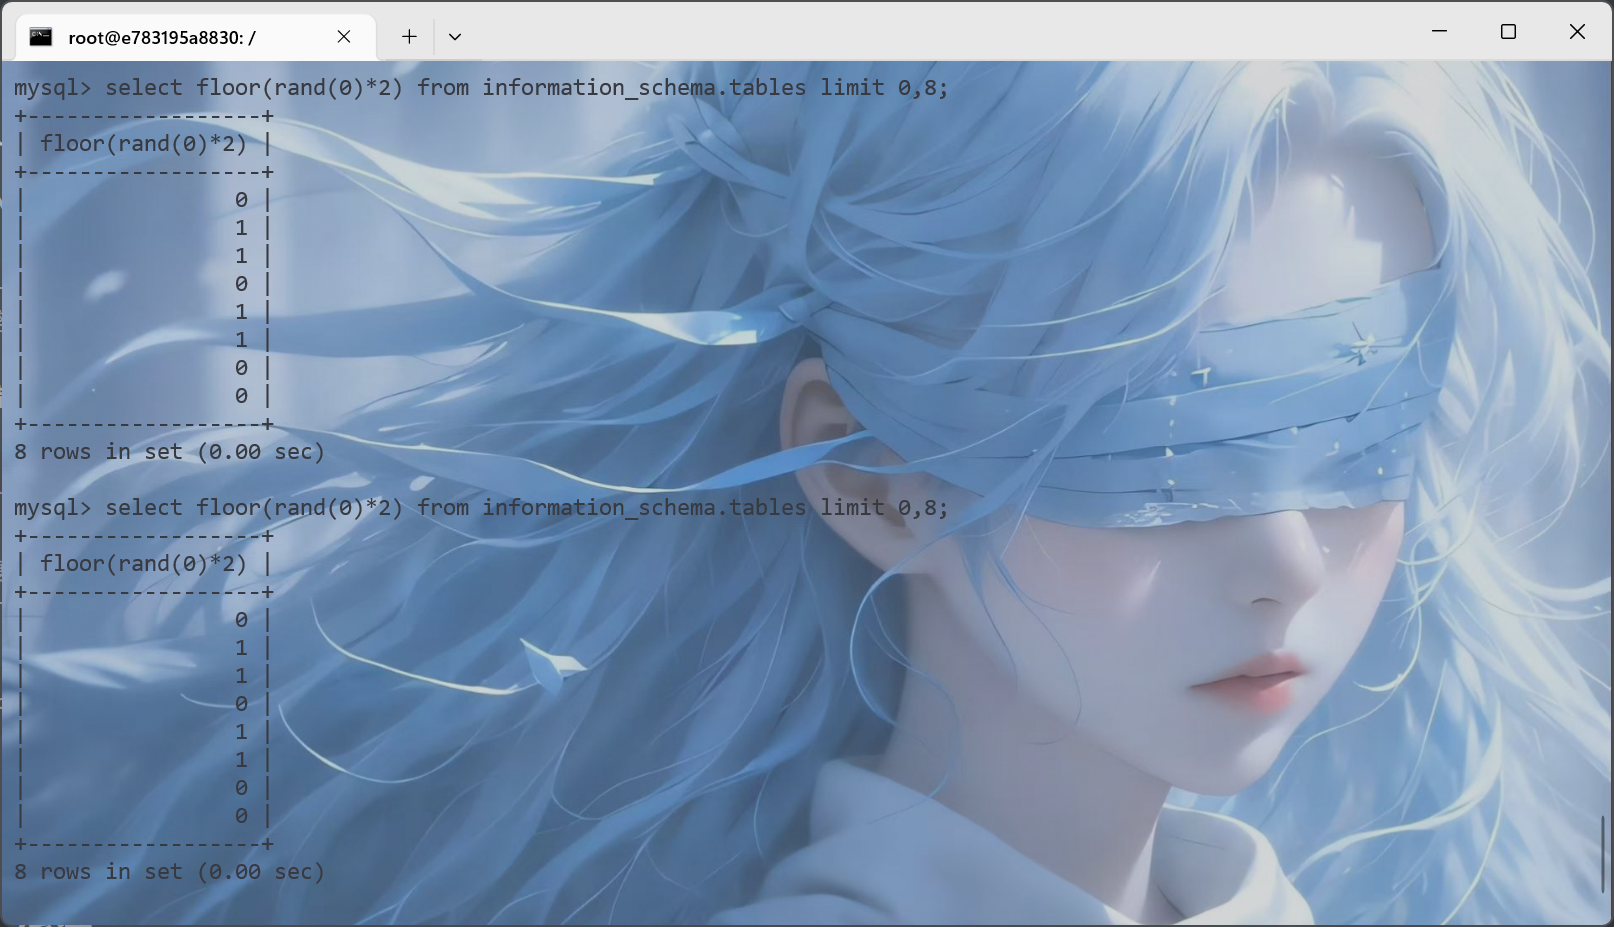 root@e783195a8830: /
mysql> select floor(rand(0)*2) from information_schema.tables limit 0,8;
+------------------+
| floor(rand(0)*2) |
+------------------+
|                0 |
|                1 |
|                1 |
|                0 |
|                1 |
|                1 |
|                0 |
|                0 |
+------------------+
8 rows in set (0.00 sec)
mysql> select floor(rand(0)*2) from information_schema.tables limit 0,8;
+------------------+
| floor(rand(0)*2) |
+------------------+
|                0 |
|                1 |
|                1 |
|                0 |
|                1 |
|                1 |
|                0 |
|                0 |
+------------------+
8 rows in set (0.00 sec)